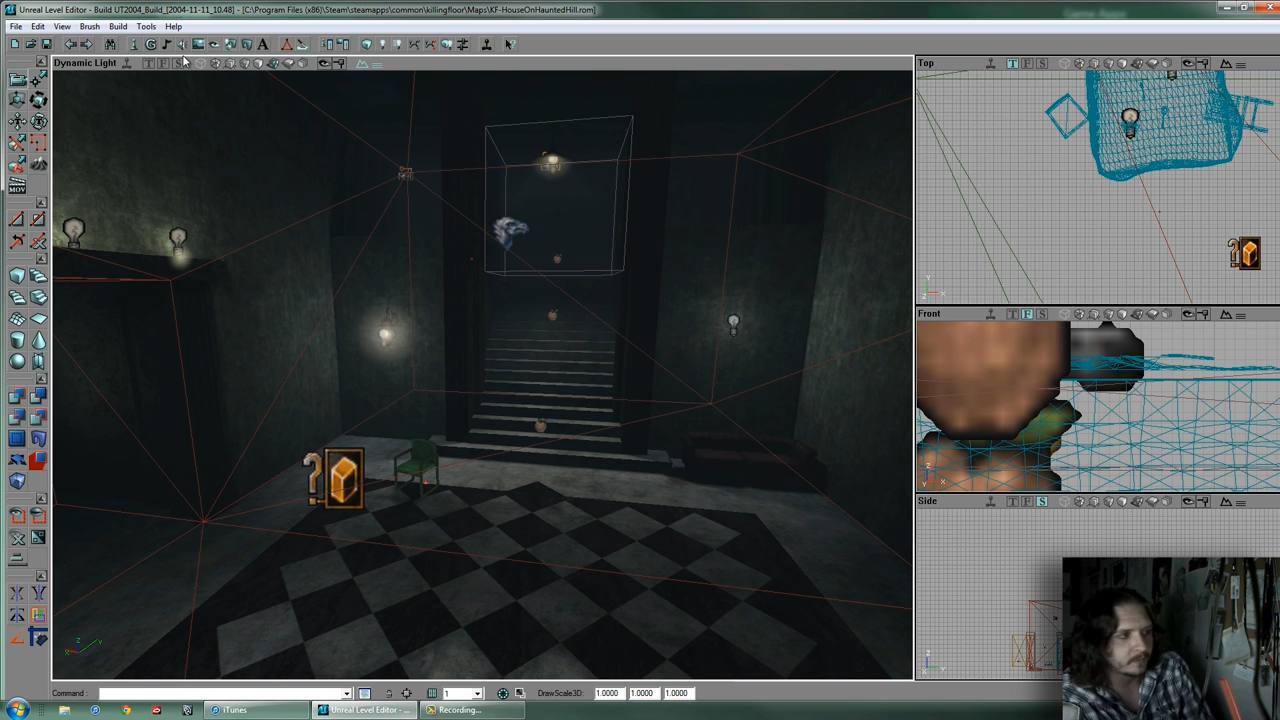 Unreal Level Editor - Build UT2004_Build_[2004-11-11_10.48] - [C:\Program Files (x86)\Steam\steamapps\common\killingfloor\Maps\KF-HouseOnHauntedHill.rom]
File Edit View Brush Build Tools Help
Dynamic Light
Top
Front
Side
MOV
Command :
1
DrawScale3D: 1.0000 1.0000 1.0000
iTunes
Unreal Level Editor - ...
Recording...